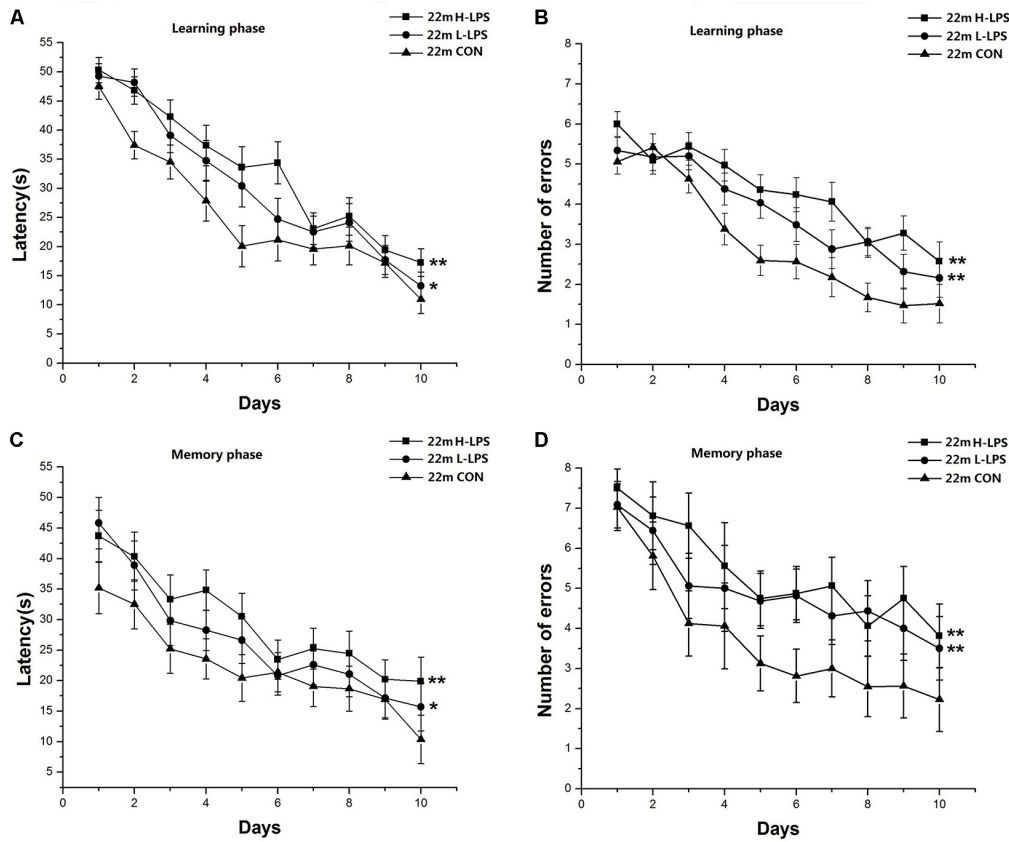 A
Learning phase
22m H-LPS
22m L-LPS
22m CON
Latency(s)
55
50
45
40
35
30
25
20
15
10
5
0
0 2 4 6 8 10
**
*
Days
B
Learning phase
22m H-LPS
22m L-LPS
22m CON
Number of errors
8
7
6
5
4
3
2
1
0
0 2 4 6 8 10
**
**
Days
C
Memory phase
22m H-LPS
22m L-LPS
22m CON
Latency(s)
55
50
45
40
35
30
25
20
15
10
5
0 2 4 6 8 10
**
*
Days
D
Memory phase
22m H-LPS
22m L-LPS
22m CON
Number of errors
8
7
6
5
4
3
2
1
0
0 2 4 6 8 10
**
**
Days